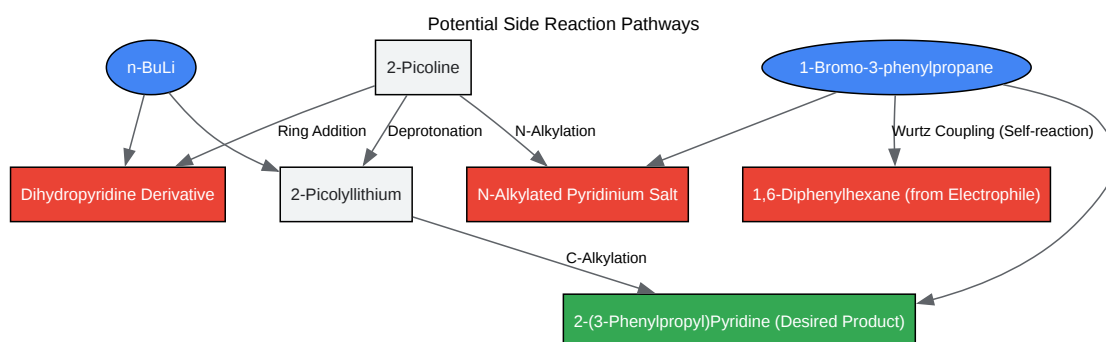 Potential Side Reaction Pathways
n-BuLi
2-Picoline
1-Bromo-3-phenylpropane
Ring Addition
Deprotonation
N-Alkylation
Wurtz Coupling (Self-reaction)
Dihydropyridine Derivative
2-Picolyllithium
N-Alkylated Pyridinium Salt
1,6-Diphenylhexane (from Electrophile)
C-Alkylation
2-(3-Phenylpropyl)Pyridine (Desired Product)